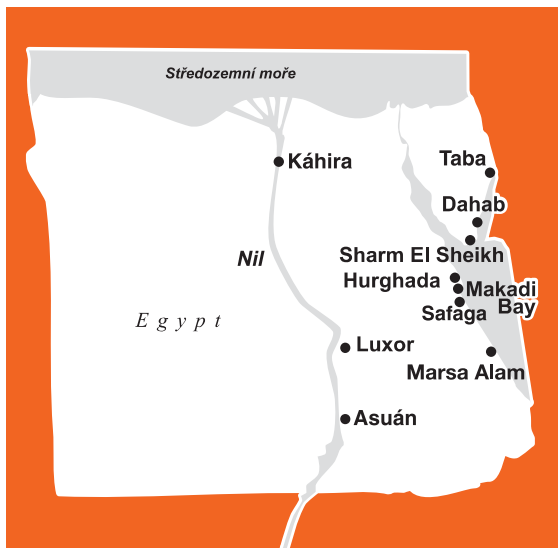 Středozemní moře
Káhira
Taba
Dahab
Nil
Sharm El Sheikh
Hurghada
Makadi
Bay
Safaga
Egypt
Luxor
Marsa Alam
Asuán